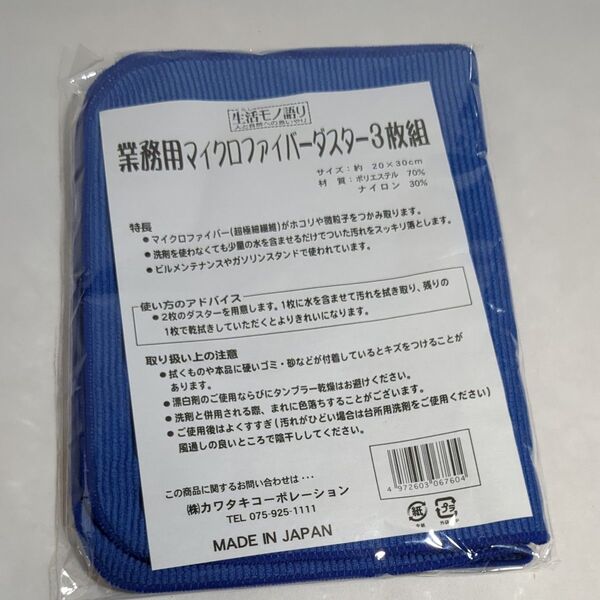 生活モノ語り
人と自然への良いやり
業務用マイクロファイバーダスター3枚組
サイズ:約 20×30cm
材 質:ポリエステル 70%
ナイロン 30%
特長
●マイクロファイバー(超極細繊維)がホコリや微粒子をつかみ取ります。
●洗剤を使わなくても少量の水を含ませるだけでついた汚れをスッキリ落とします。
●ビルメンテナンスやガソリンスタンドで使われています。
使い方のアドバイス
●2枚のダスターを用意します。1枚に水を含ませて汚れを拭き取り、残りの
1枚で乾拭きしていただくとよりきれいになります。
取り扱い上の注意
●拭くものや本品に硬いゴミ・砂などが付着しているとキズをつけることが
あります。
●漂白剤のご使用ならびにタンブラー乾燥はお避けください。
●洗剤と併用される際、まれに色落ちすることがございます。
●ご使用後はよくすすぎ(汚れがひどい場合は台所用洗剤をご使用ください)
風通しの良いところで陰干ししてください。
この商品に関するお問い合わせは・・・
(株)カワタキコーポレーション
TEL 075-925-1111
MADE IN JAPAN
4 972603 067604
紙
プラ